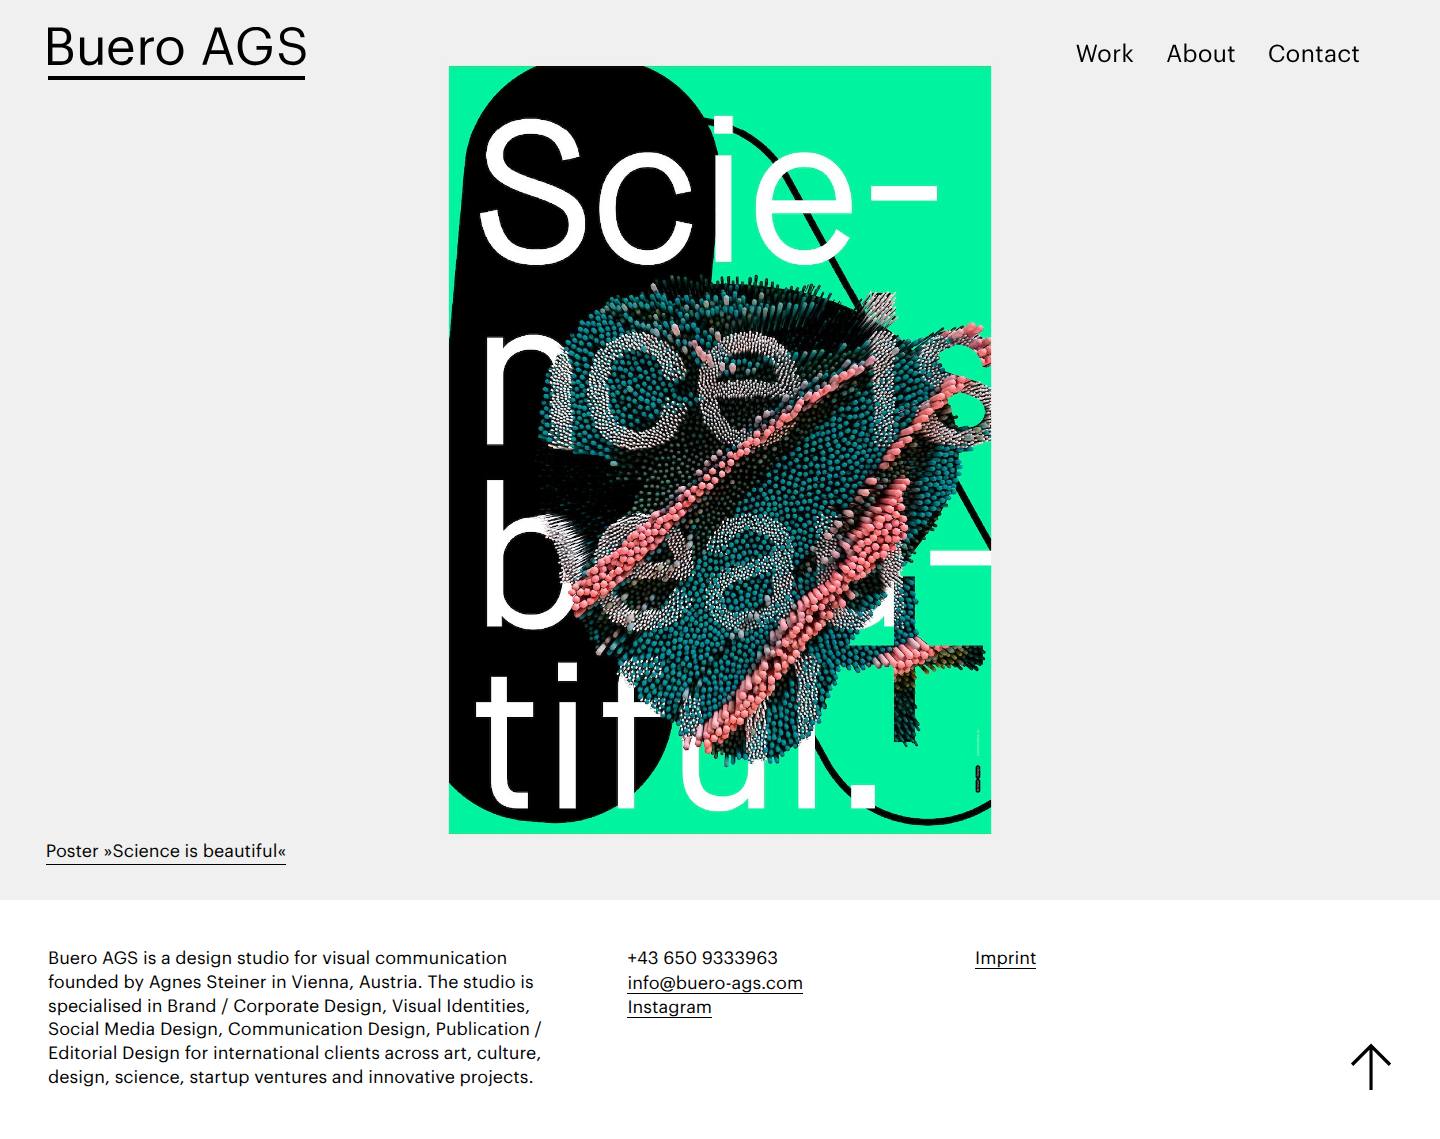 Buero AGS
Work About Contact
Scie-
nce is
beau-
tiful.
Poster »Science is beautiful«
Buero AGS is a design studio for visual communication
founded by Agnes Steiner in Vienna, Austria. The studio is
specialised in Brand / Corporate Design, Visual Identities,
Social Media Design, Communication Design, Publication /
Editorial Design for international clients across art, culture,
design, science, startup ventures and innovative projects.
+43 650 9333963
info@buero-ags.com
Instagram
Imprint